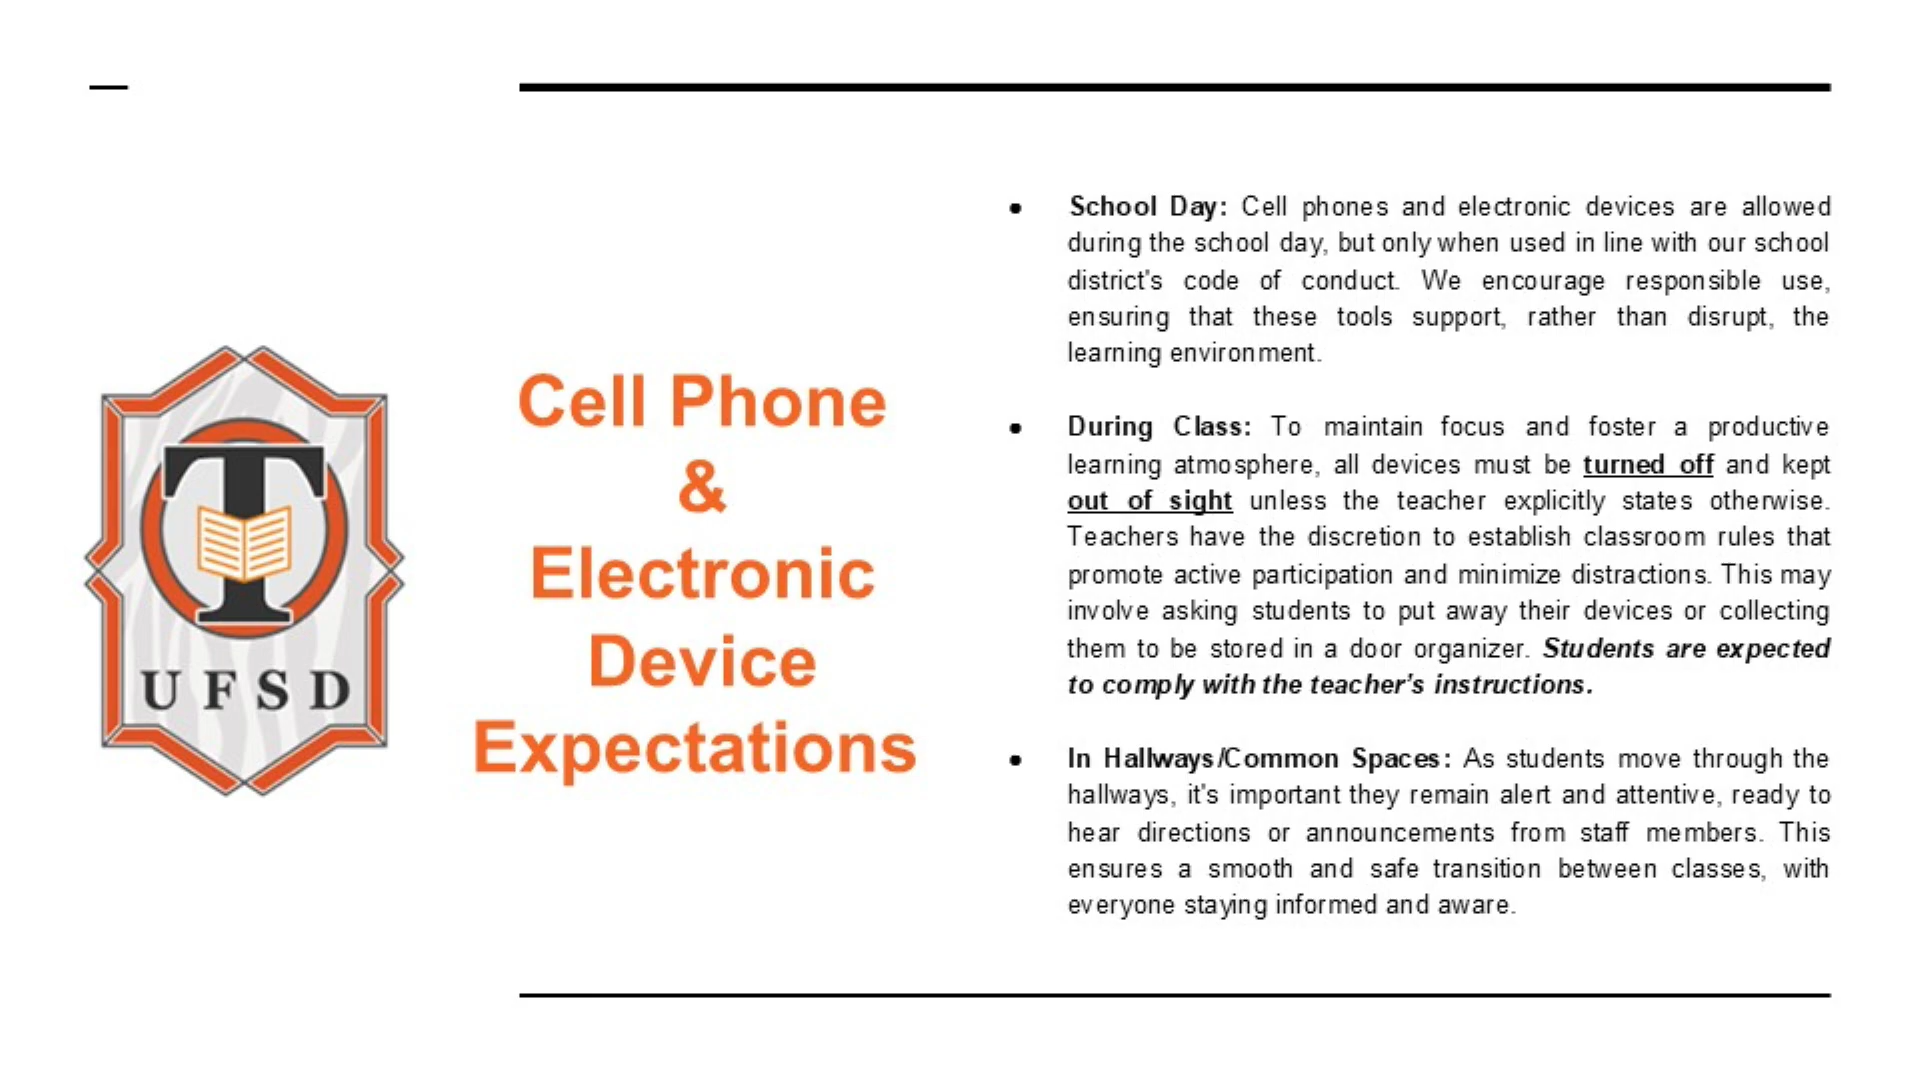 T
UFSD
Cell Phone
&
Electronic
Device
Expectations
● School Day: Cell phones and electronic devices are allowed
during the school day, but only when used in line with our school
district's code of conduct. We encourage responsible use,
ensuring that these tools support, rather than disrupt, the
learning environment.
● During Class: To maintain focus and foster a productive
learning atmosphere, all devices must be turned off and kept
out of sight unless the teacher explicitly states otherwise.
Teachers have the discretion to establish classroom rules that
promote active participation and minimize distractions. This may
involve asking students to put away their devices or collecting
them to be stored in a door organizer. Students are expected
to comply with the teacher's instructions.
● In Hallways/Common Spaces: As students move through the
hallways, it's important they remain alert and attentive, ready to
hear directions or announcements from staff members. This
ensures a smooth and safe transition between classes, with
everyone staying informed and aware.